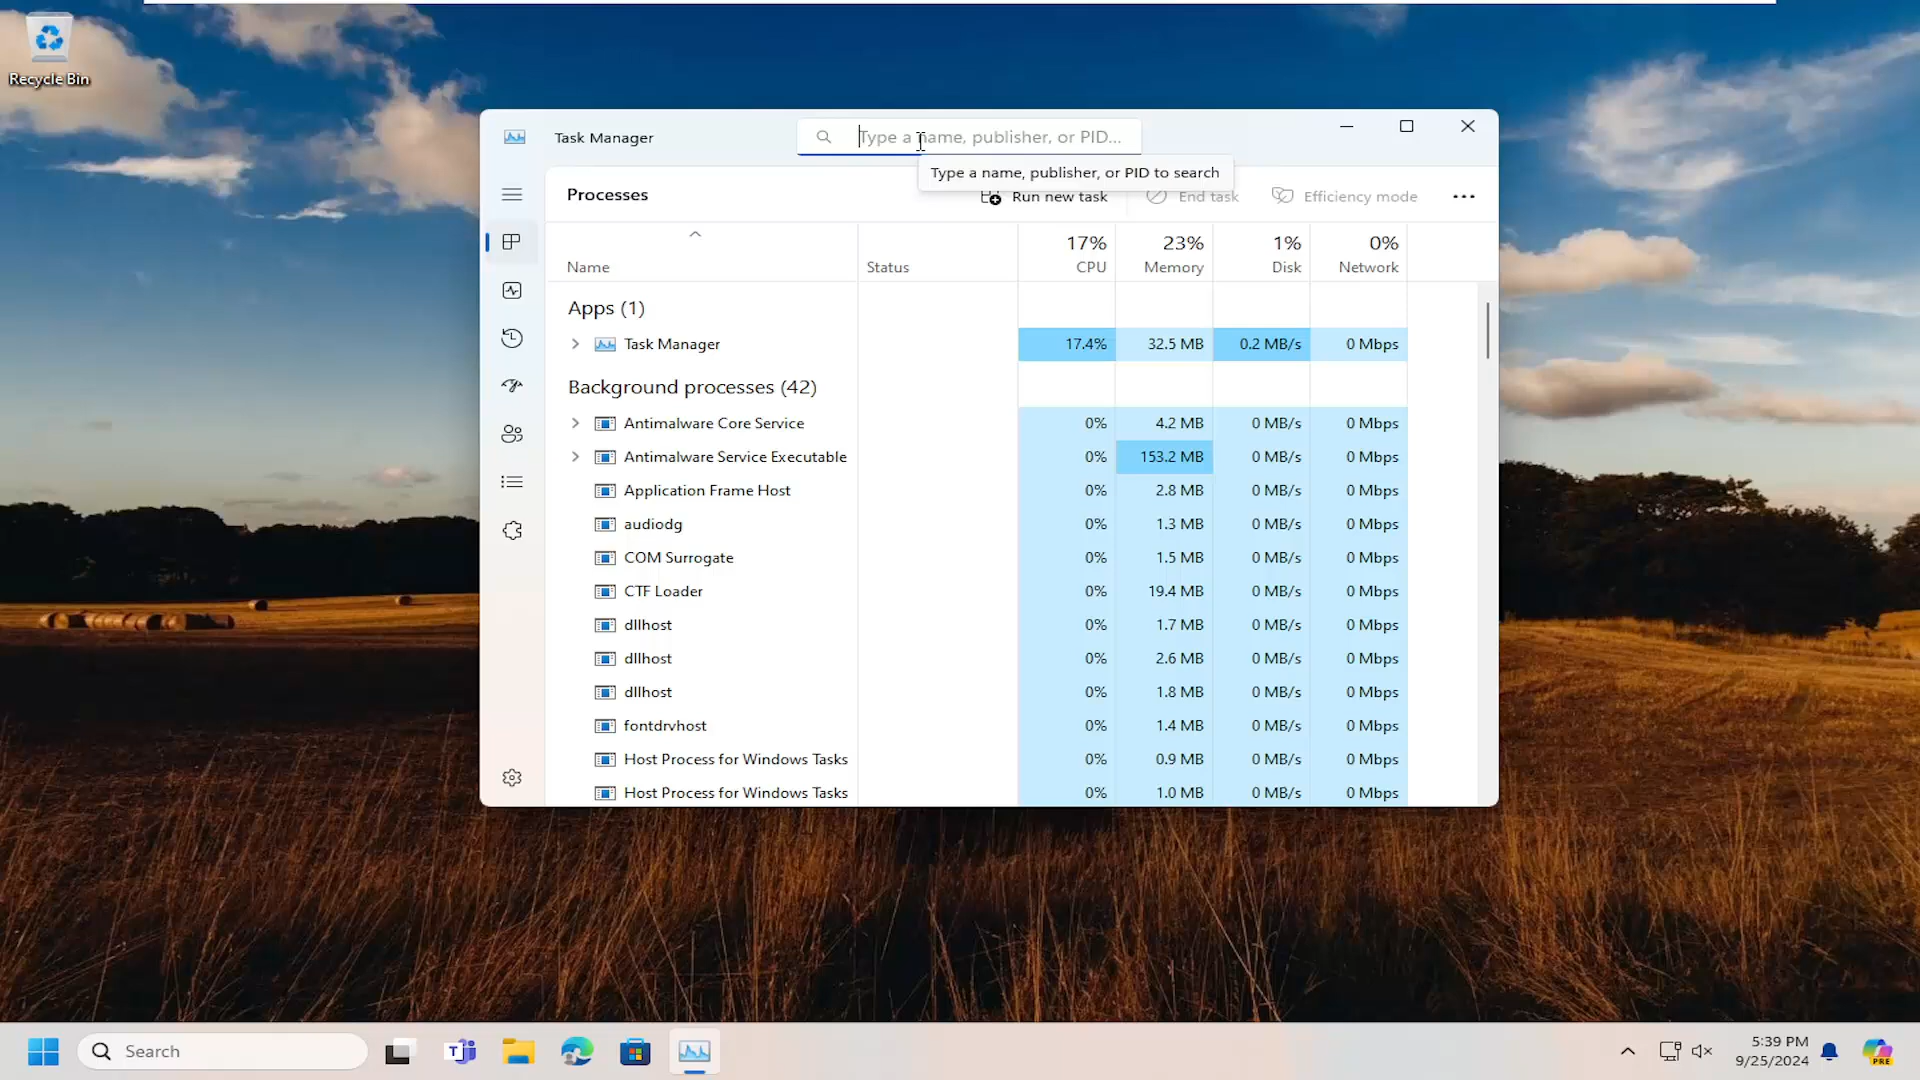 Recycle Bin
Task Manager
Type a name, publisher, or PID...
Type a name, publisher, or PID to search
Processes
Run new task
End task
Efficiency mode
Name
Status
17%
CPU
23%
Memory
1%
Disk
0%
Network
Apps (1)
Task Manager 17.4% 32.5 MB 0.2 MB/s 0 Mbps
Background processes (42)
Antimalware Core Service 0% 4.2 MB 0 MB/s 0 Mbps
Antimalware Service Executable 0% 153.2 MB 0 MB/s 0 Mbps
Application Frame Host 0% 2.8 MB 0 MB/s 0 Mbps
audiodg 0% 1.3 MB 0 MB/s 0 Mbps
COM Surrogate 0% 1.5 MB 0 MB/s 0 Mbps
CTF Loader 0% 19.4 MB 0 MB/s 0 Mbps
dllhost 0% 1.7 MB 0 MB/s 0 Mbps
dllhost 0% 2.6 MB 0 MB/s 0 Mbps
dllhost 0% 1.8 MB 0 MB/s 0 Mbps
fontdrvhost 0% 1.4 MB 0 MB/s 0 Mbps
Host Process for Windows Tasks 0% 0.9 MB 0 MB/s 0 Mbps
Host Process for Windows Tasks 0% 1.0 MB 0 MB/s 0 Mbps
Search
T
5:39 PM
9/25/2024
PRE